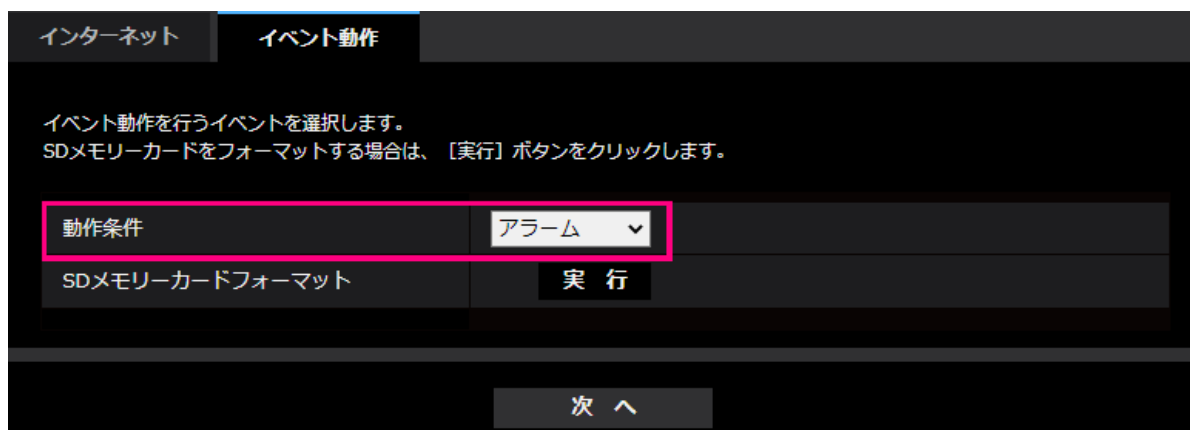 インターネット
イベント動作
イベント動作を行うイベントを選択します。
SDメモリーカードをフォーマットする場合は、［実行］ボタンをクリックします。
動作条件
アラーム
SDメモリーカードフォーマット
実 行
次 へ